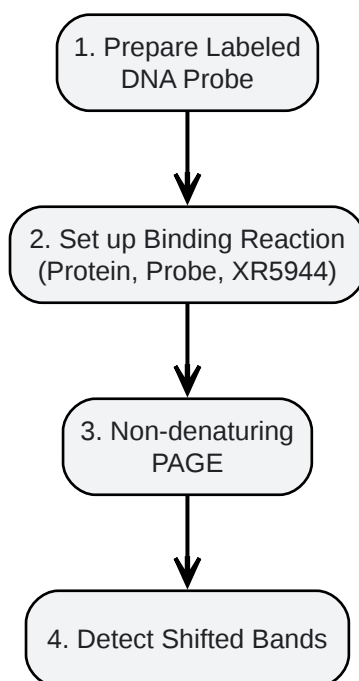 1. Prepare Labeled
DNA Probe
2. Set up Binding Reaction
(Protein, Probe, XR5944)
3. Non-denaturing
PAGE
4. Detect Shifted Bands